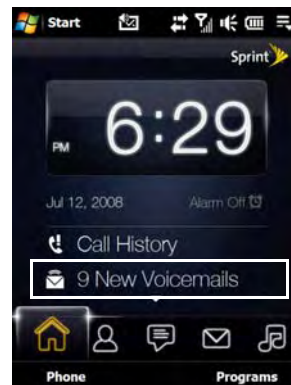 Start
Sprint
PM 6:29
Jul 12, 2008 Alarm Off
Call History
9 New Voicemails
Phone Programs